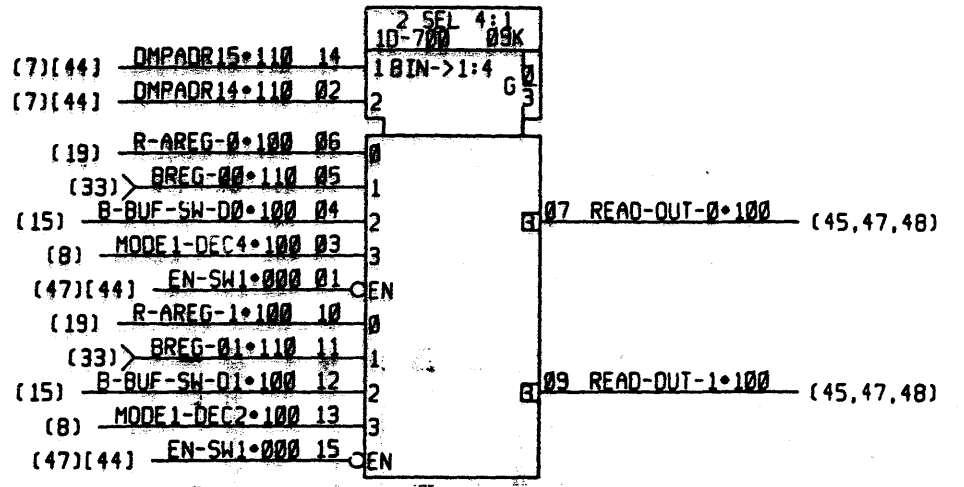 2 SEL 4:1
1D-700 09K
(7)[44] DMPADR15•110 14 1 BIN->1:4
G 0/3
(7)[44] DMPADR14•110 02 2
(19) R-AREG-0•100 06 0
(33) BREG-00•110 05 1
(15) B-BUF-SW-D0•100 04 2 07 READ-OUT-0•100 (45,47,48)
(8) MODE1-DEC4•100 03 3
(47)[44] EN-SW1•000 01 EN
(19) R-AREG-1•100 10 0
(33) BREG-01•110 11 1
(15) B-BUF-SW-D1•100 12 2 09 READ-OUT-1•100 (45,47,48)
(8) MODE1-DEC2•100 13 3
(47)[44] EN-SW1•000 15 EN